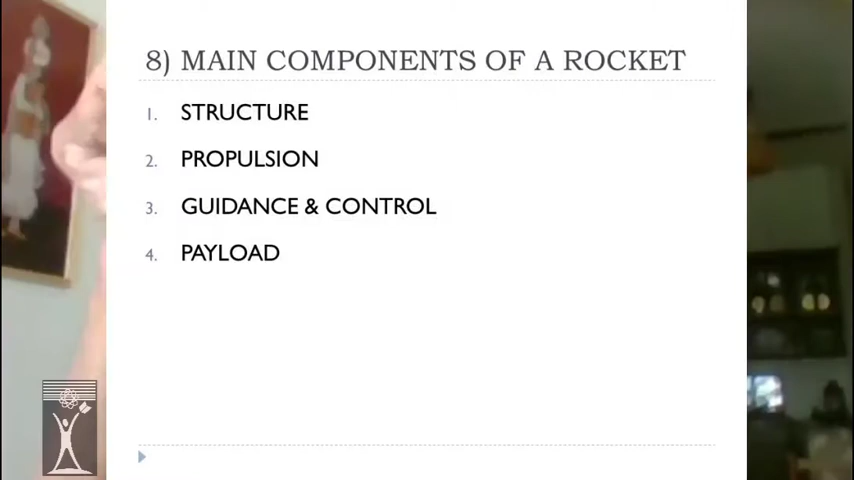 8) MAIN COMPONENTS OF A ROCKET
1. STRUCTURE
2. PROPULSION
3. GUIDANCE & CONTROL
4. PAYLOAD